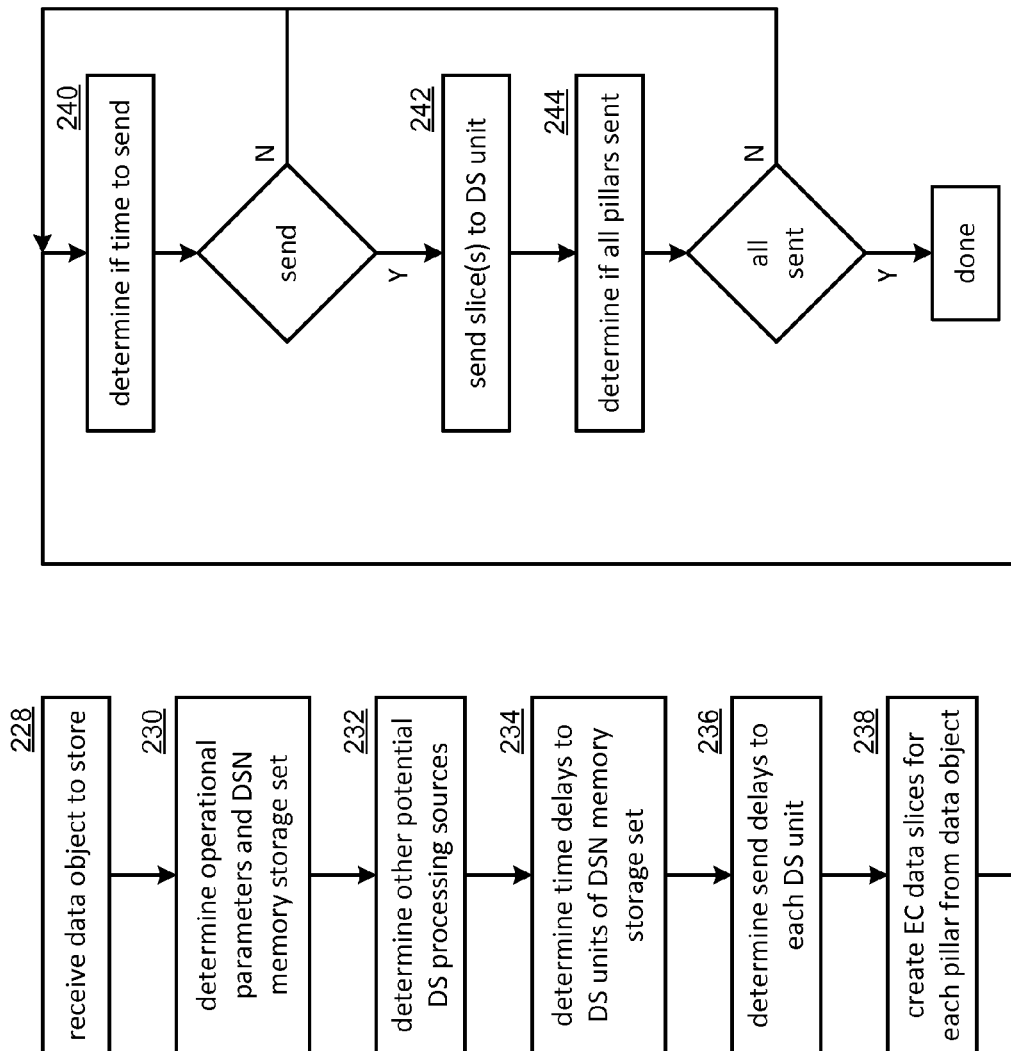 228
receive data object to store
230
determine operational
parameters and DSN
memory storage set
232
determine other potential
DS processing sources
234
determine time delays to
DS units of DSN memory
storage set
236
determine send delays to
each DS unit
238
create EC data slices for
each pillar from data object
240
determine if time to send
send
N
Y
242
send slice(s) to DS unit
244
determine if all pillars sent
all
sent
N
Y
done